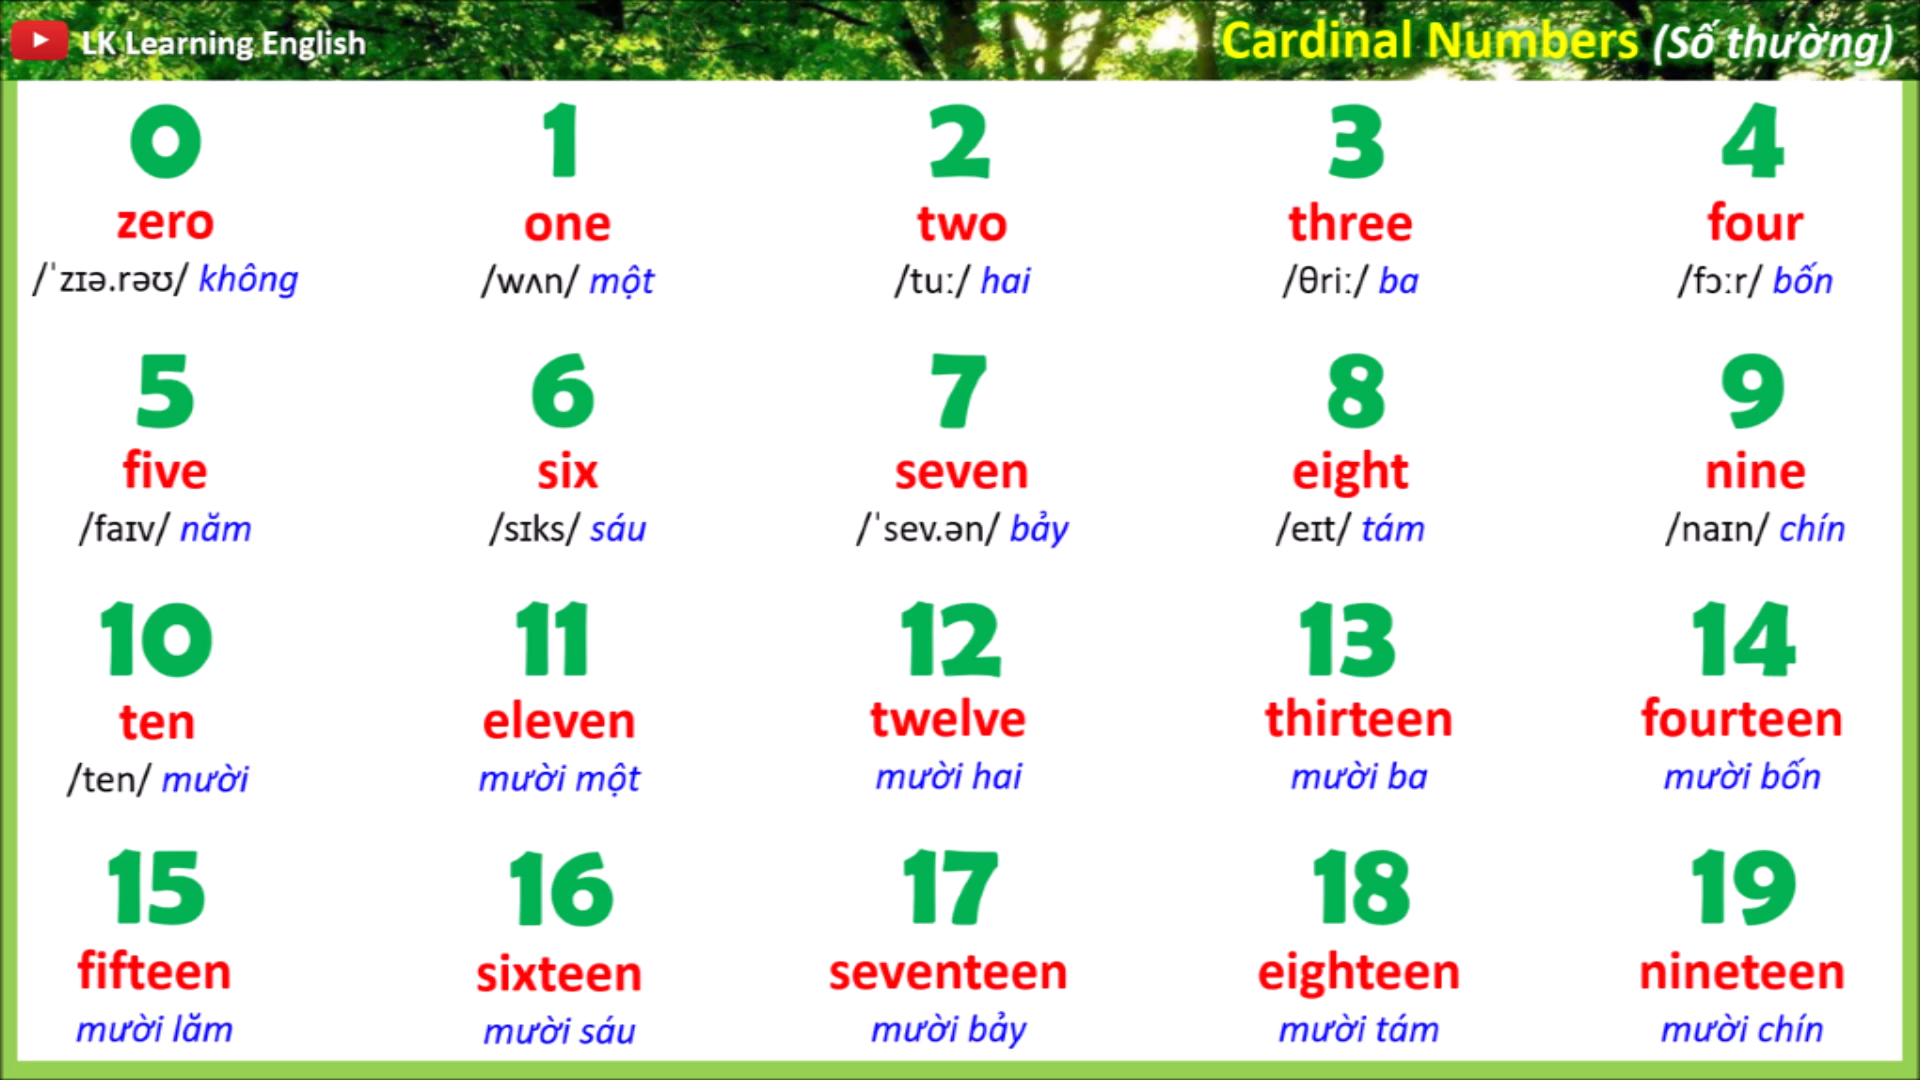 LK Learning English
Cardinal Numbers (Số thường)
0 1 2 3 4
zero one two three four
/ˈzɪə.rəʊ/ không /wʌn/ một /tuː/ hai /θriː/ ba /fɔːr/ bốn
5 6 7 8 9
five six seven eight nine
/faɪv/ năm /sɪks/ sáu /ˈsev.ən/ bảy /eɪt/ tám /naɪn/ chín
10 11 12 13 14
ten eleven twelve thirteen fourteen
/ten/ mười mười một mười hai mười ba mười bốn
15 16 17 18 19
fifteen sixteen seventeen eighteen nineteen
mười lăm mười sáu mười bảy mười tám mười chín